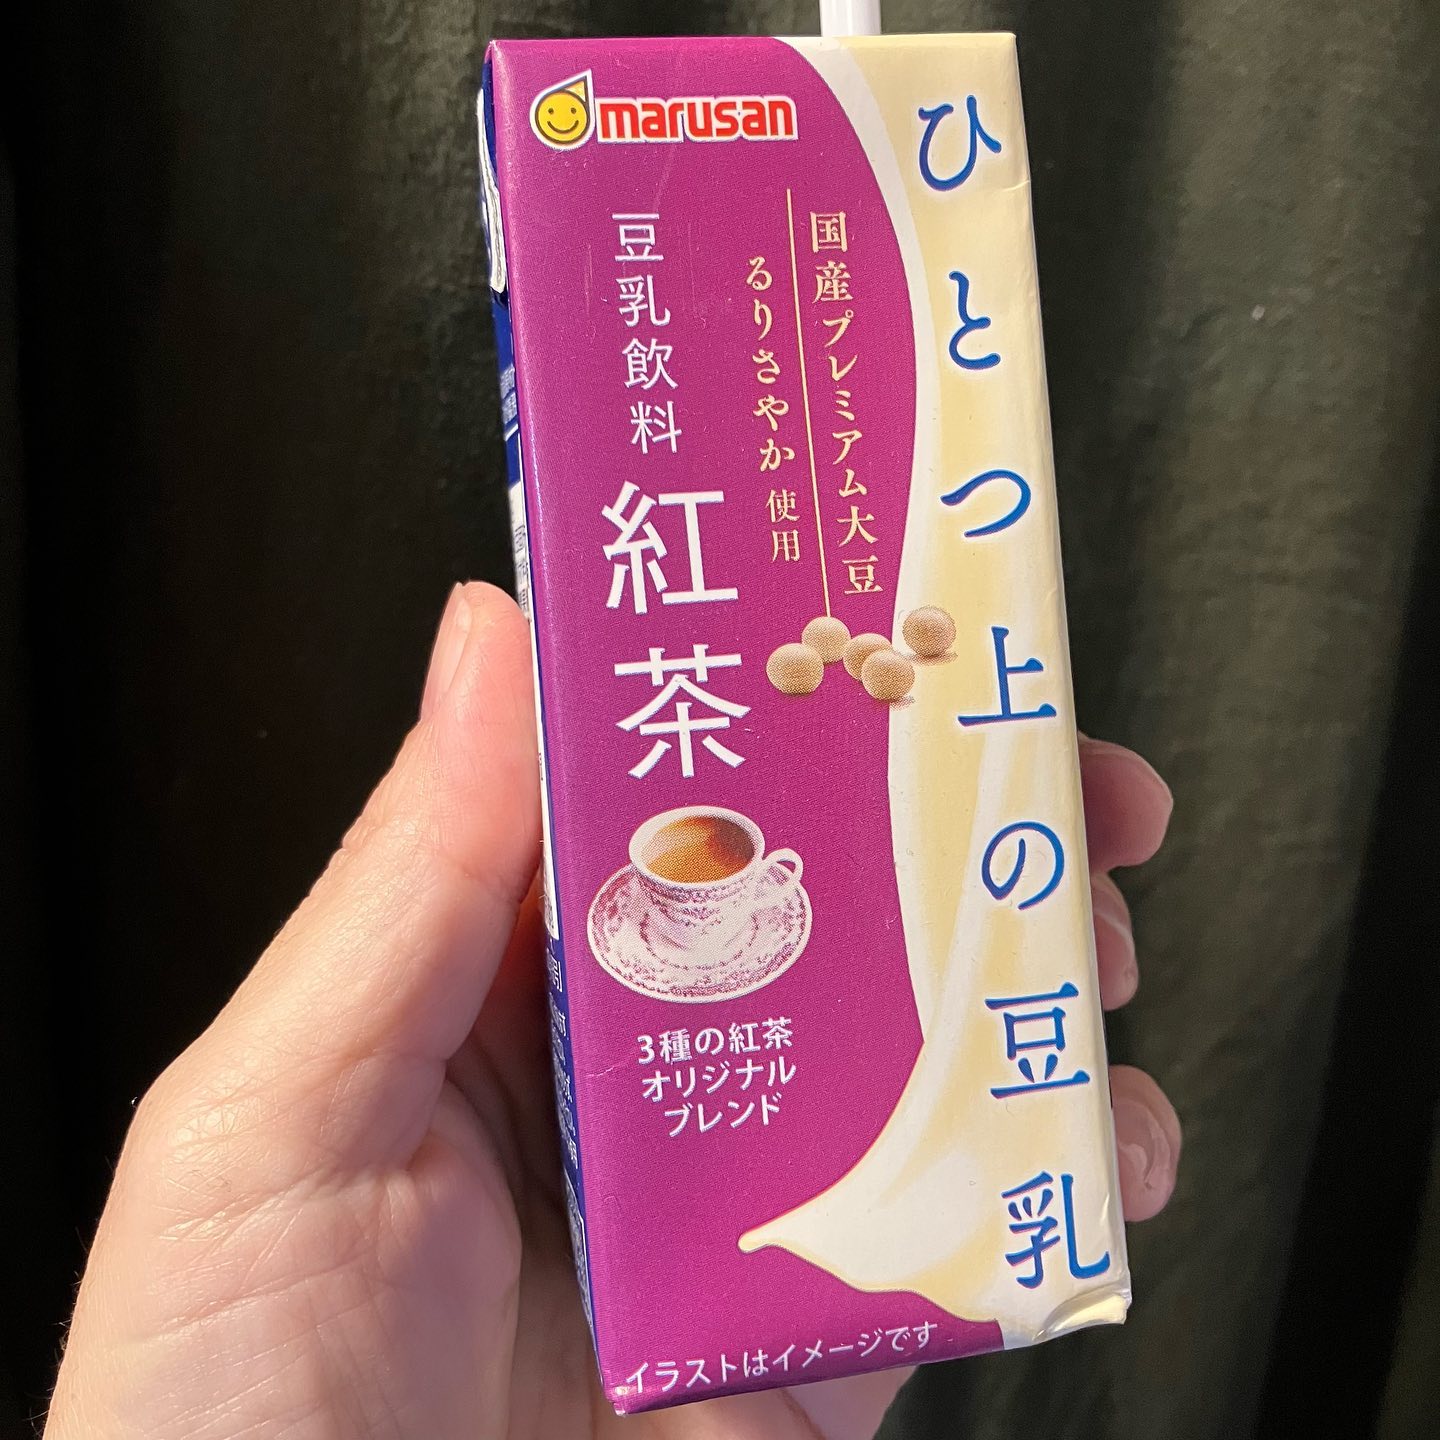 marusan
ひとつ上の豆乳
国産プレミアム大豆
るりさやか 使用
豆乳飲料
紅茶
3種の紅茶
オリジナル
ブレンド
イラストはイメージです